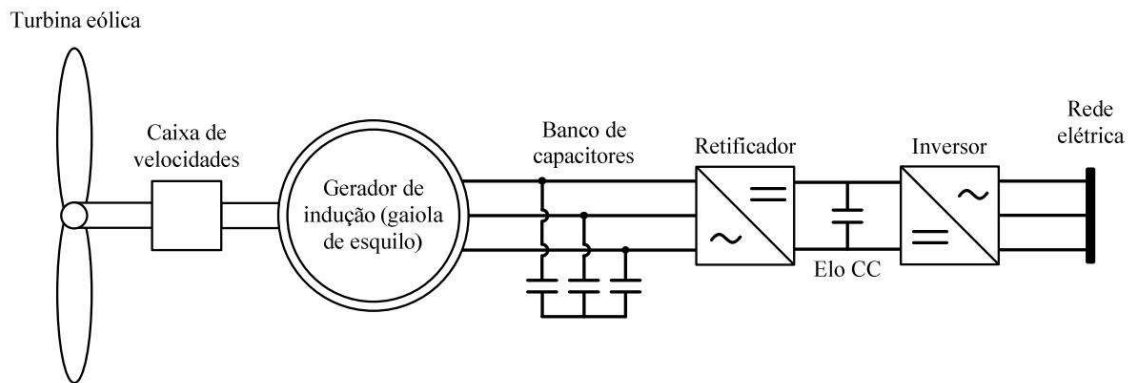 Turbina eólica
Caixa de
velocidades
Gerador de
indução (gaiola
de esquilo)
Banco de
capacitores
Retificador
Elo CC
Inversor
Rede
elétrica